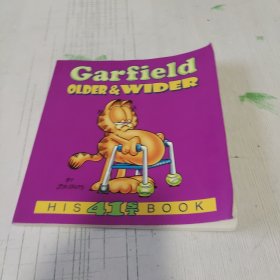 Garfield
OLDER & WIDER
BY
JIM DAVIS
HIS 41ST BOOK